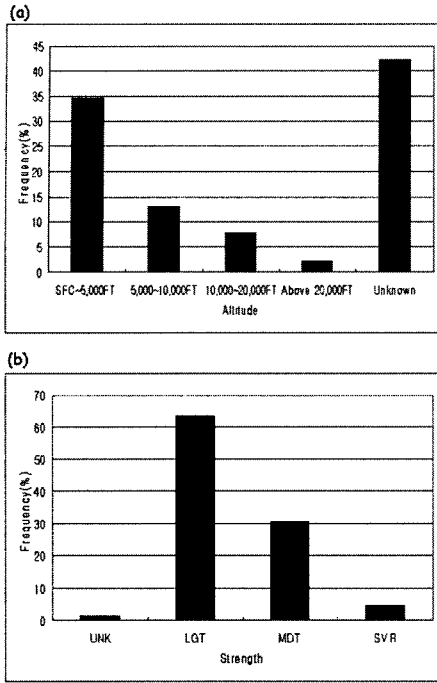 (a)
45
40
35
30
25
20
15
10
5
0
Frequency(%)
SFC~5,000FT 5,000~10,000FT 10,000~20,000FT Above 20,000FT Unknown
Altitude
(b)
70
60
50
40
30
20
10
0
Frequency(%)
UNK LGT MDT SVR
Strength